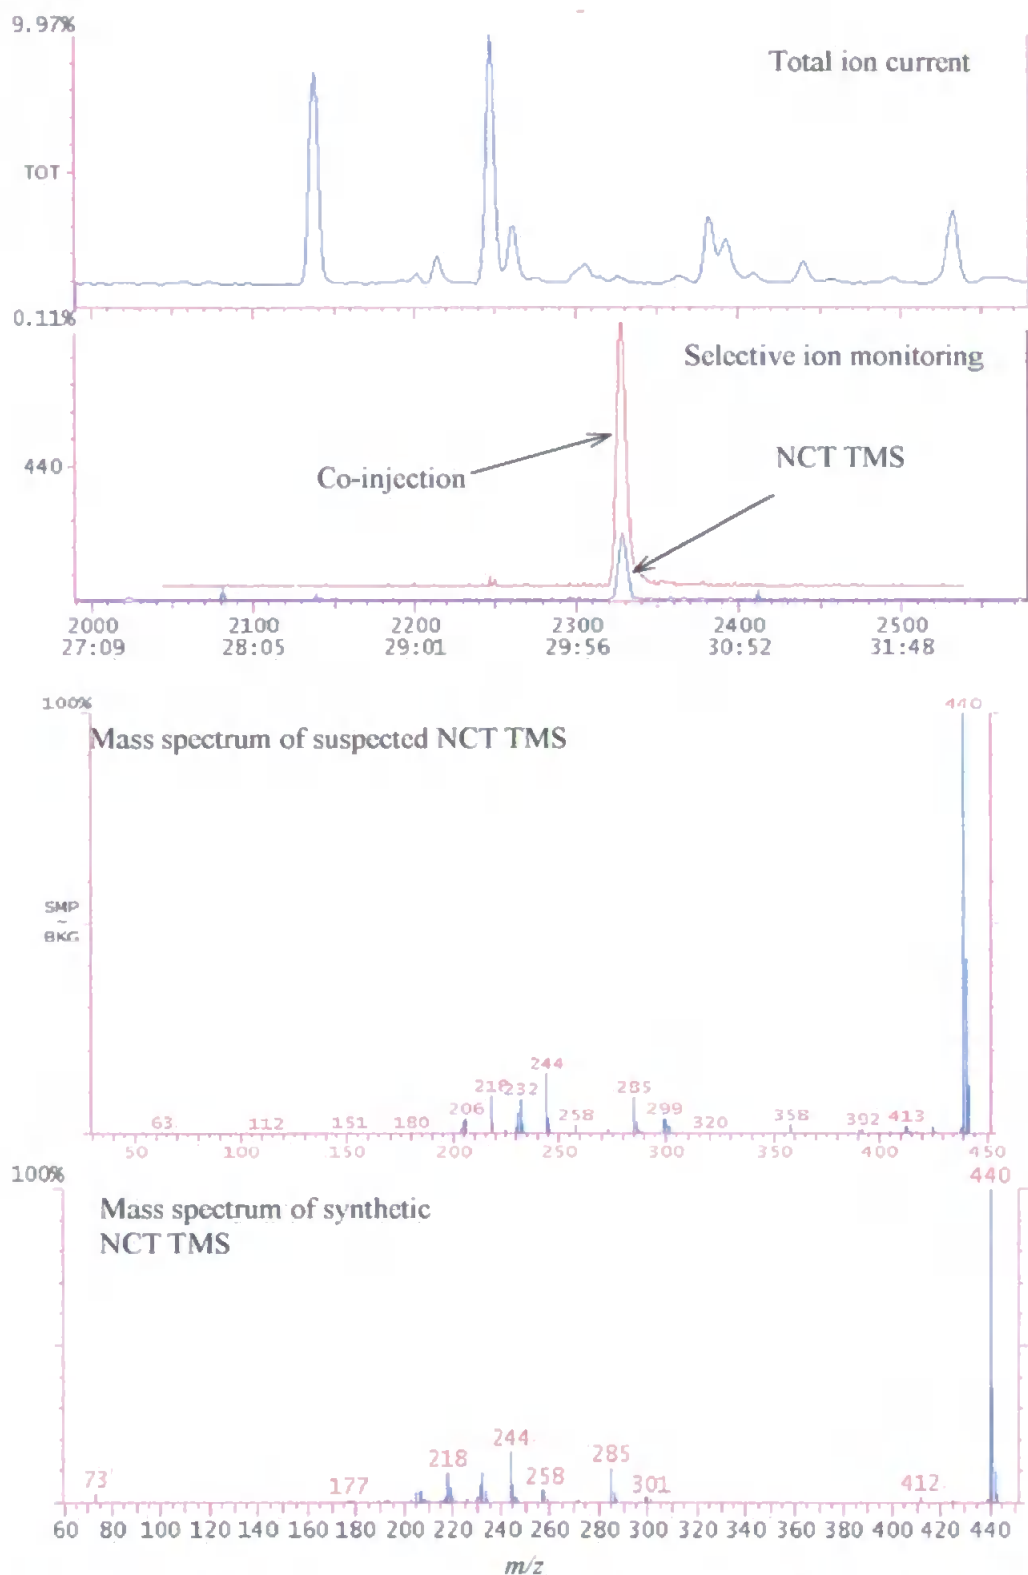 9.97%
Total ion current
TOT
0.11%
Selective ion monitoring
440
Co-injection
NCT TMS
2000 2100 2200 2300 2400 2500
27:09 28:05 29:01 29:56 30:52 31:48
100%
440
Mass spectrum of suspected NCT TMS
SMP
~
BKG
63 112 151 180 206 218 232 244 258 285 299 320 358 392 413
50 100 150 200 250 300 350 400 450
100%
440
Mass spectrum of synthetic
NCT TMS
73 177 218 244 258 285 301 412
60 80 100 120 140 160 180 200 220 240 260 280 300 320 340 360 380 400 420 440
m/z